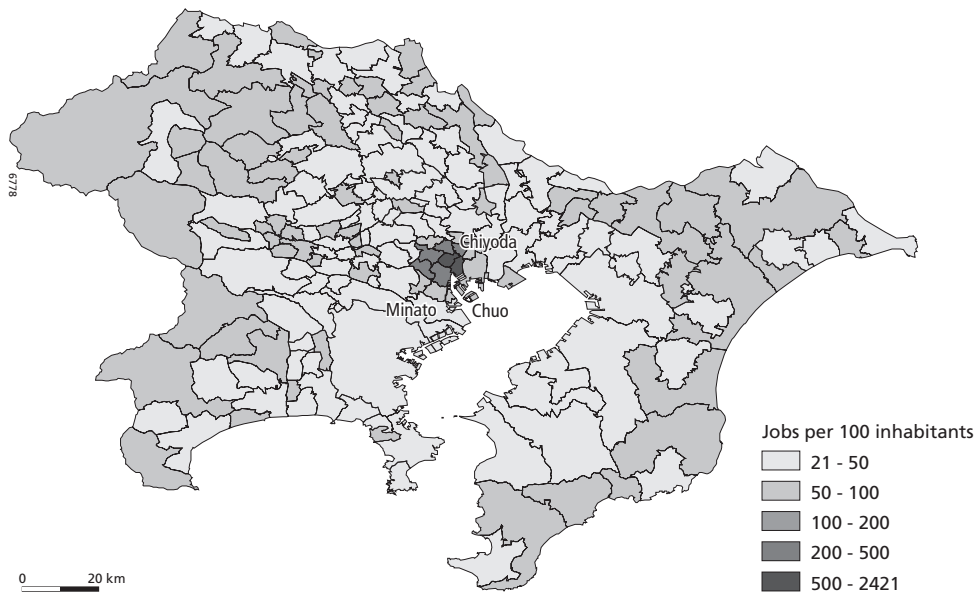 6778
Chiyoda
Minato
Chuo
Jobs per 100 inhabitants
21 - 50
50 - 100
100 - 200
200 - 500
500 - 2421
0 20 km